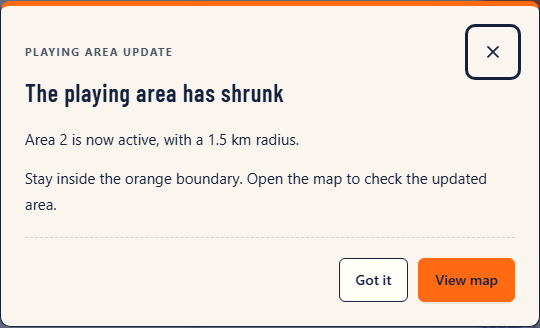 PLAYING AREA UPDATE
The playing area has shrunk
Area 2 is now active, with a 1.5 km radius.
Stay inside the orange boundary. Open the map to check the updated
area.
Got it
View map